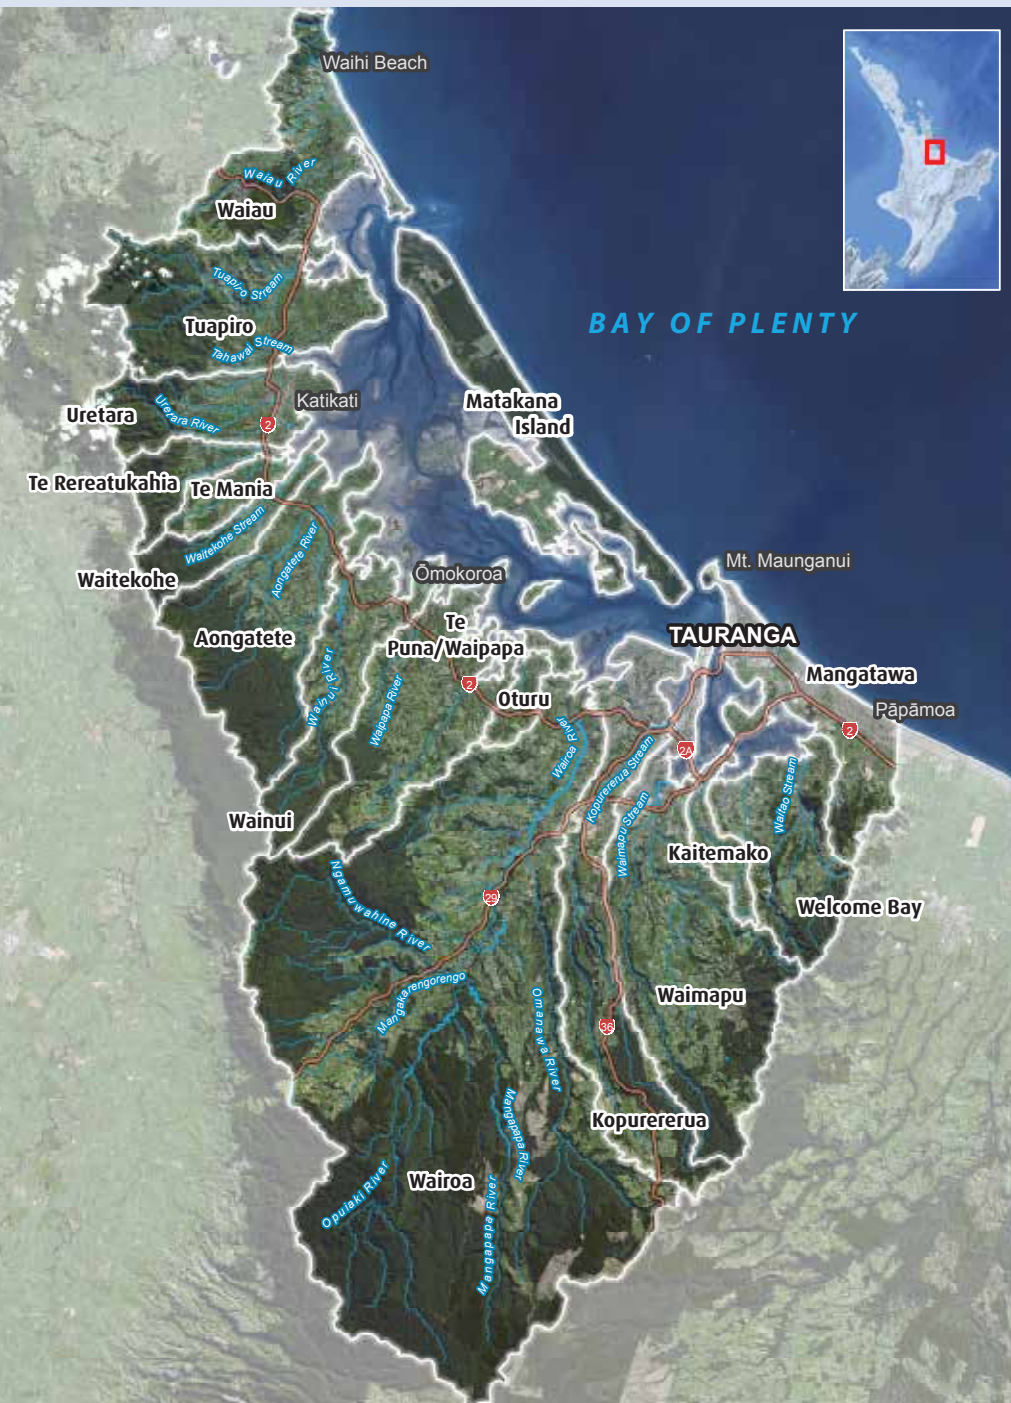 Waihi Beach
Waiau River
Waiau
Tuapiro Stream
BAY OF PLENTY
Tuapiro
Tahawai Stream
Katikati
Matakana
Island
Uretara
Uretara River
2
Te Rereatukahia
Te Mania
Waitekohe Stream
Aongatete River
Waitekohe
Ōmokoroa
Mt. Maunganui
Aongatete
Te
Puna/Waipapa
TAURANGA
Wainui River
Waipapa River
2
Oturu
Mangatawa
Pāpāmoa
2
Wairoa River
Kopurererua Stream
2A
Waimapu Stream
Waitao Stream
Wainui
Kaitemako
Ngamuwahine River
29
Welcome Bay
Mangakarengorengo
Omanawa River
Waimapu
36
Mangapapa River
Kopurererua
Opuiaki River
Wairoa
Mangapapa River